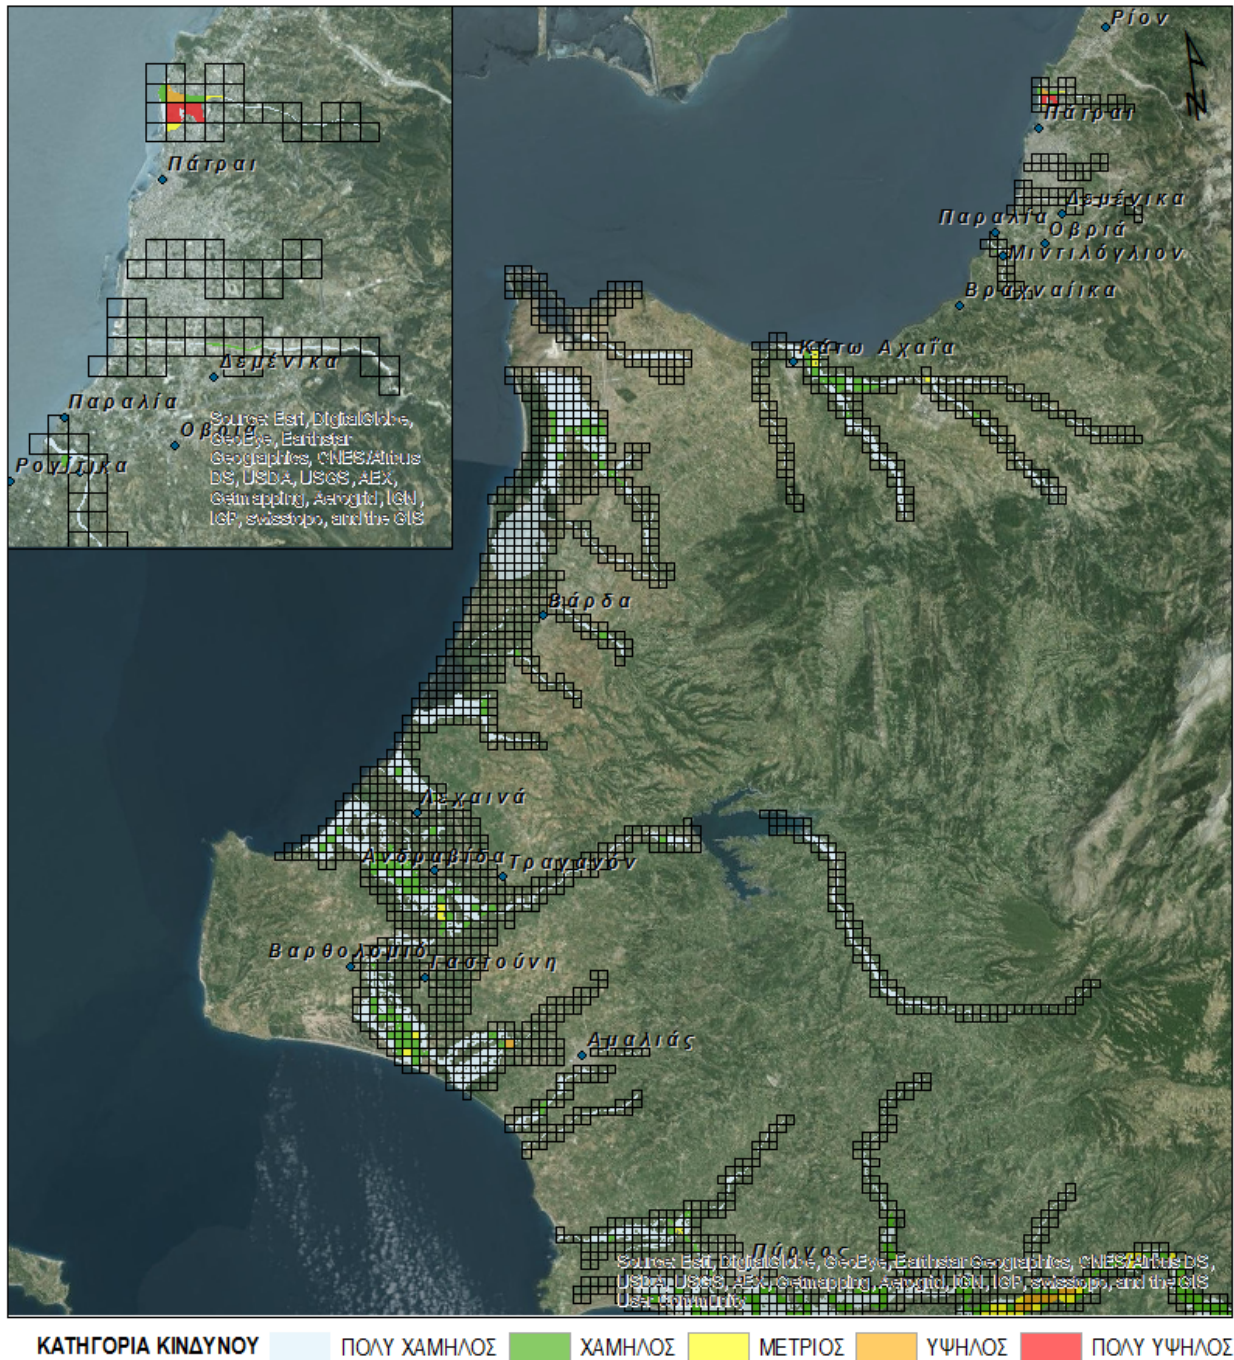 Πάτραι
Δεμένικα
Παραλία
Οβριά
Ρογίτικα
Source: Esri, DigitalGlobe,
GeoEye, Earthstar
Geographics, CNES/Airbus
DS, USDA, USGS, AEX,
Getmapping, Aerogrid, IGN,
IGP, swisstopo, and the GIS
Ρίον
Πάτραι
Δεμένικα
Παραλία
Οβριά
Μιντιλόγλιον
Βραχναίικα
Κάτω Αχαΐα
Βάρδα
Λεχαινά
Ανδραβίδα
Τραγανόν
Βαρθολομιό
Γαστούνη
Αμαλιάς
Πύργος
Source: Esri, DigitalGlobe, GeoEye, Earthstar Geographics, CNES/Airbus DS,
USDA, USGS, AEX, Getmapping, Aerogrid, IGN, IGP, swisstopo, and the GIS
User Community
ΚΑΤΗΓΟΡΙΑ ΚΙΝΔΥΝΟΥ ΠΟΛΥ ΧΑΜΗΛΟΣ ΧΑΜΗΛΟΣ ΜΕΤΡΙΟΣ ΥΨΗΛΟΣ ΠΟΛΥ ΥΨΗΛΟΣ